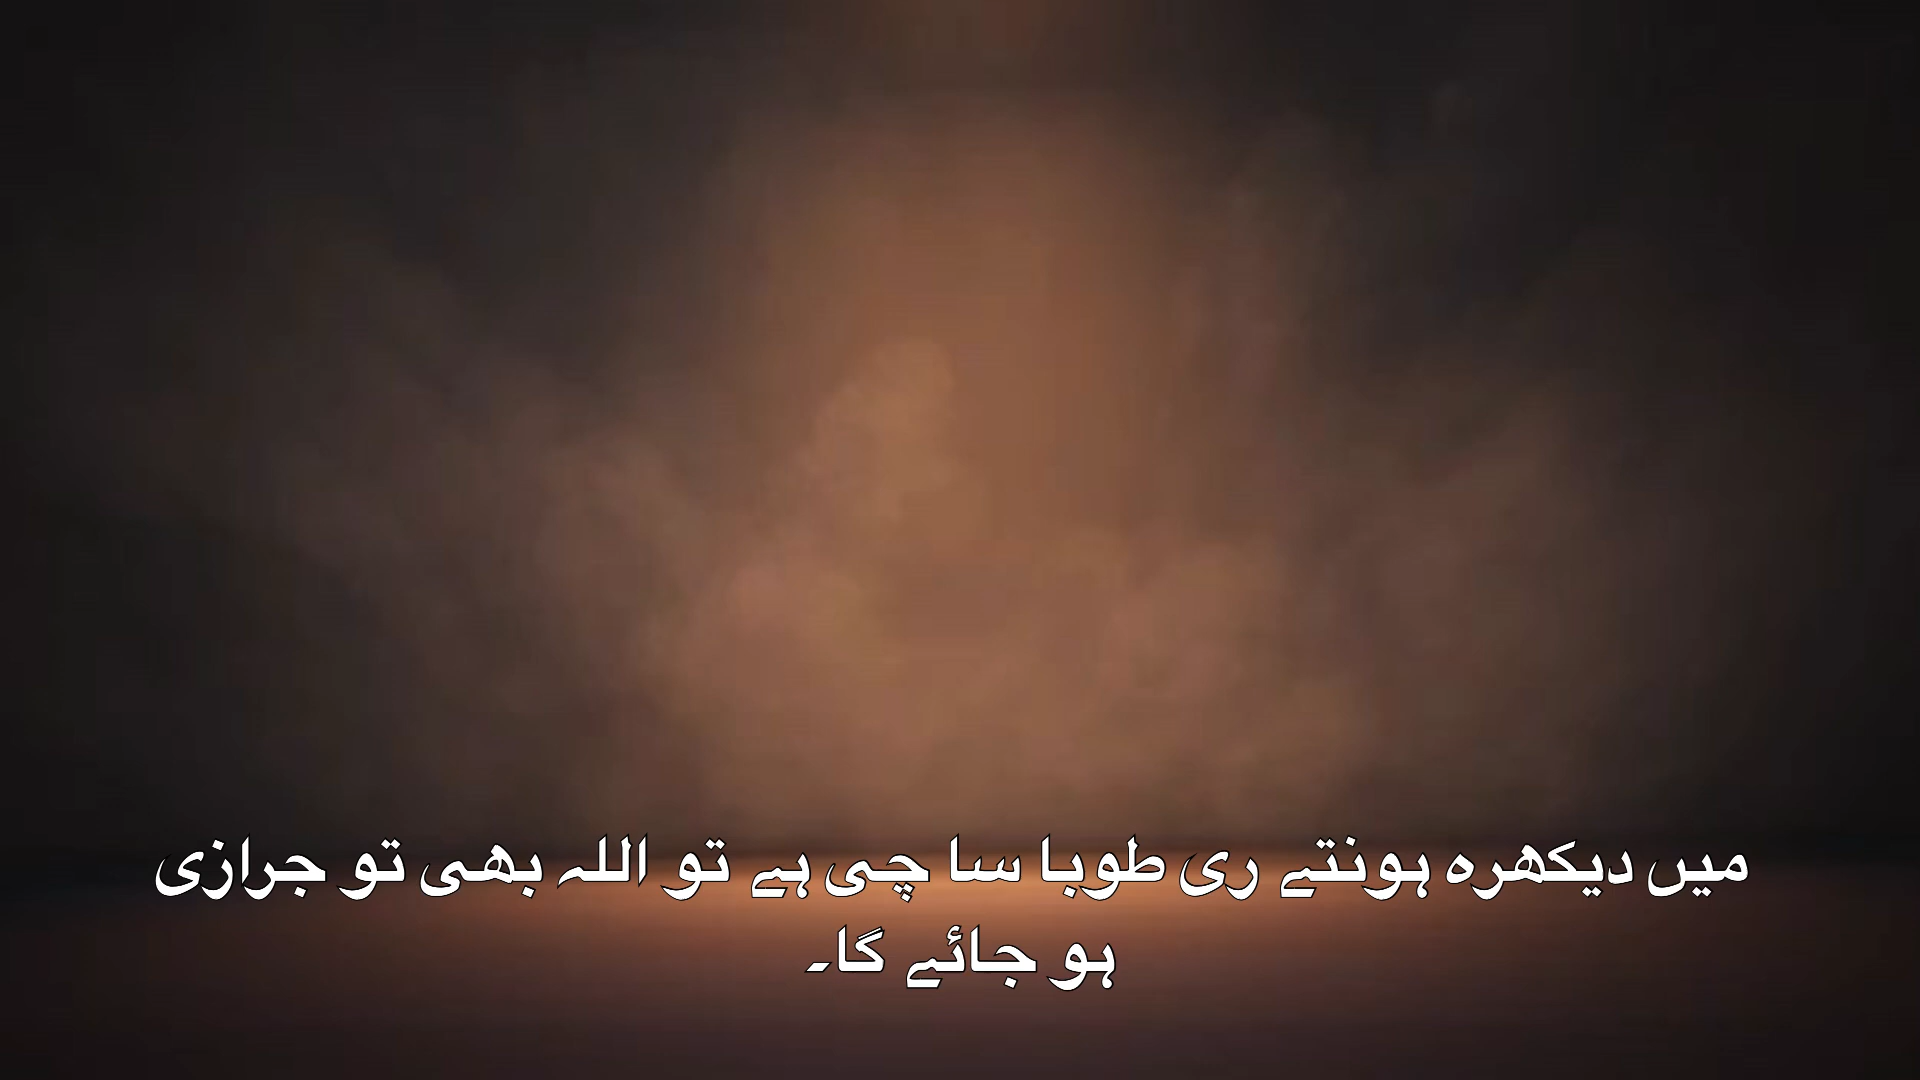 میں دیکھرہ ہونتے ری طوبا سا چی ہے تو اللہ بھی تو جرازی
ہو جائے گا۔